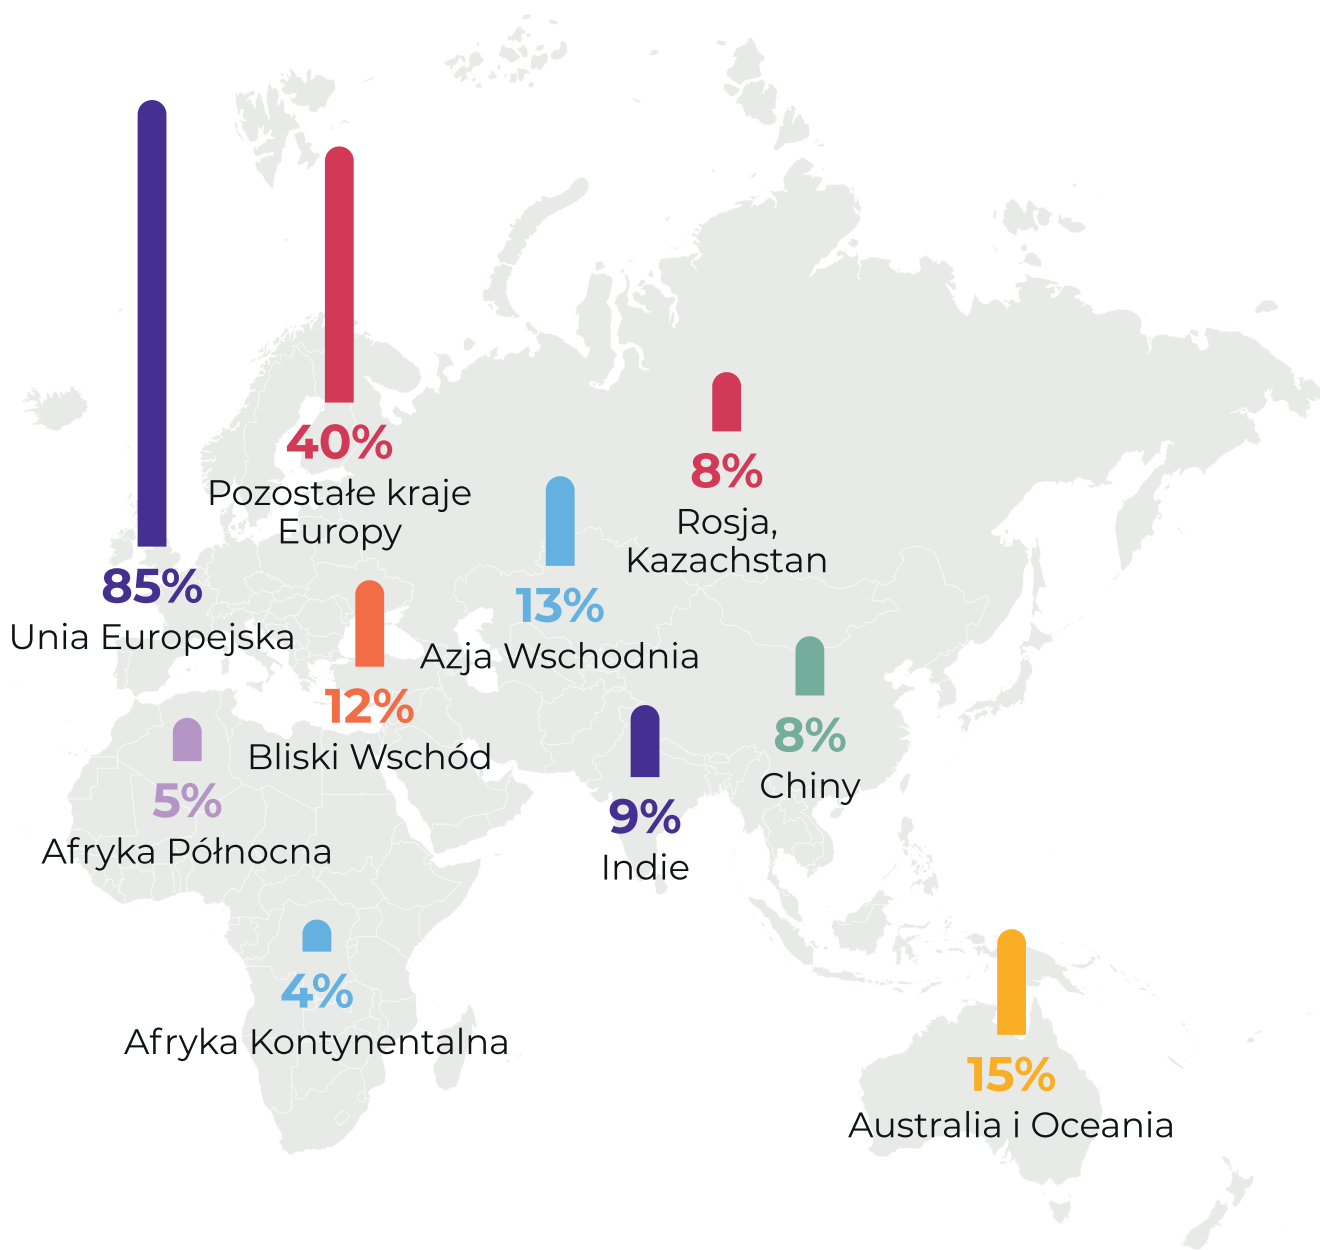 40%
Pozostałe kraje
Europy
8%
Rosja,
Kazachstan
85%
Unia Europejska
13%
Azja Wschodnia
12%
Bliski Wschód
8%
Chiny
5%
Afryka Północna
9%
Indie
4%
Afryka Kontynentalna
15%
Australia i Oceania